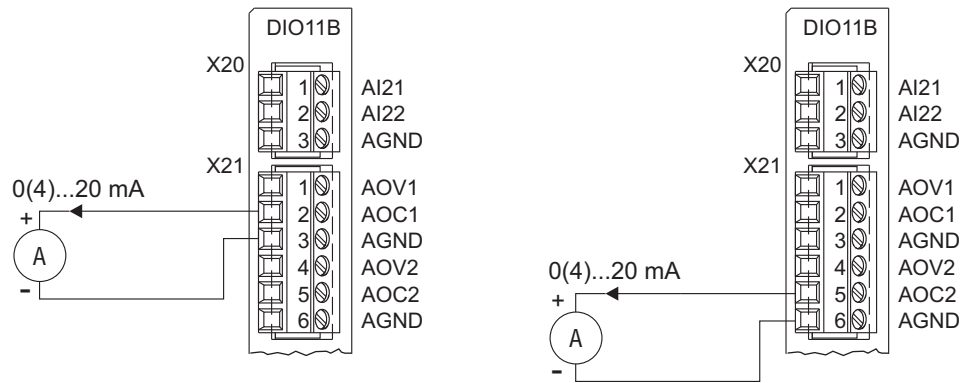 DIO11B
X20
1 AI21
2 AI22
3 AGND
X21
0(4)...20 mA
1 AOV1
+
2 AOC1
A
3 AGND
4 AOV2
-
5 AOC2
6 AGND
DIO11B
X20
1 AI21
2 AI22
3 AGND
X21
1 AOV1
2 AOC1
3 AGND
0(4)...20 mA
4 AOV2
+
5 AOC2
A
6 AGND
-